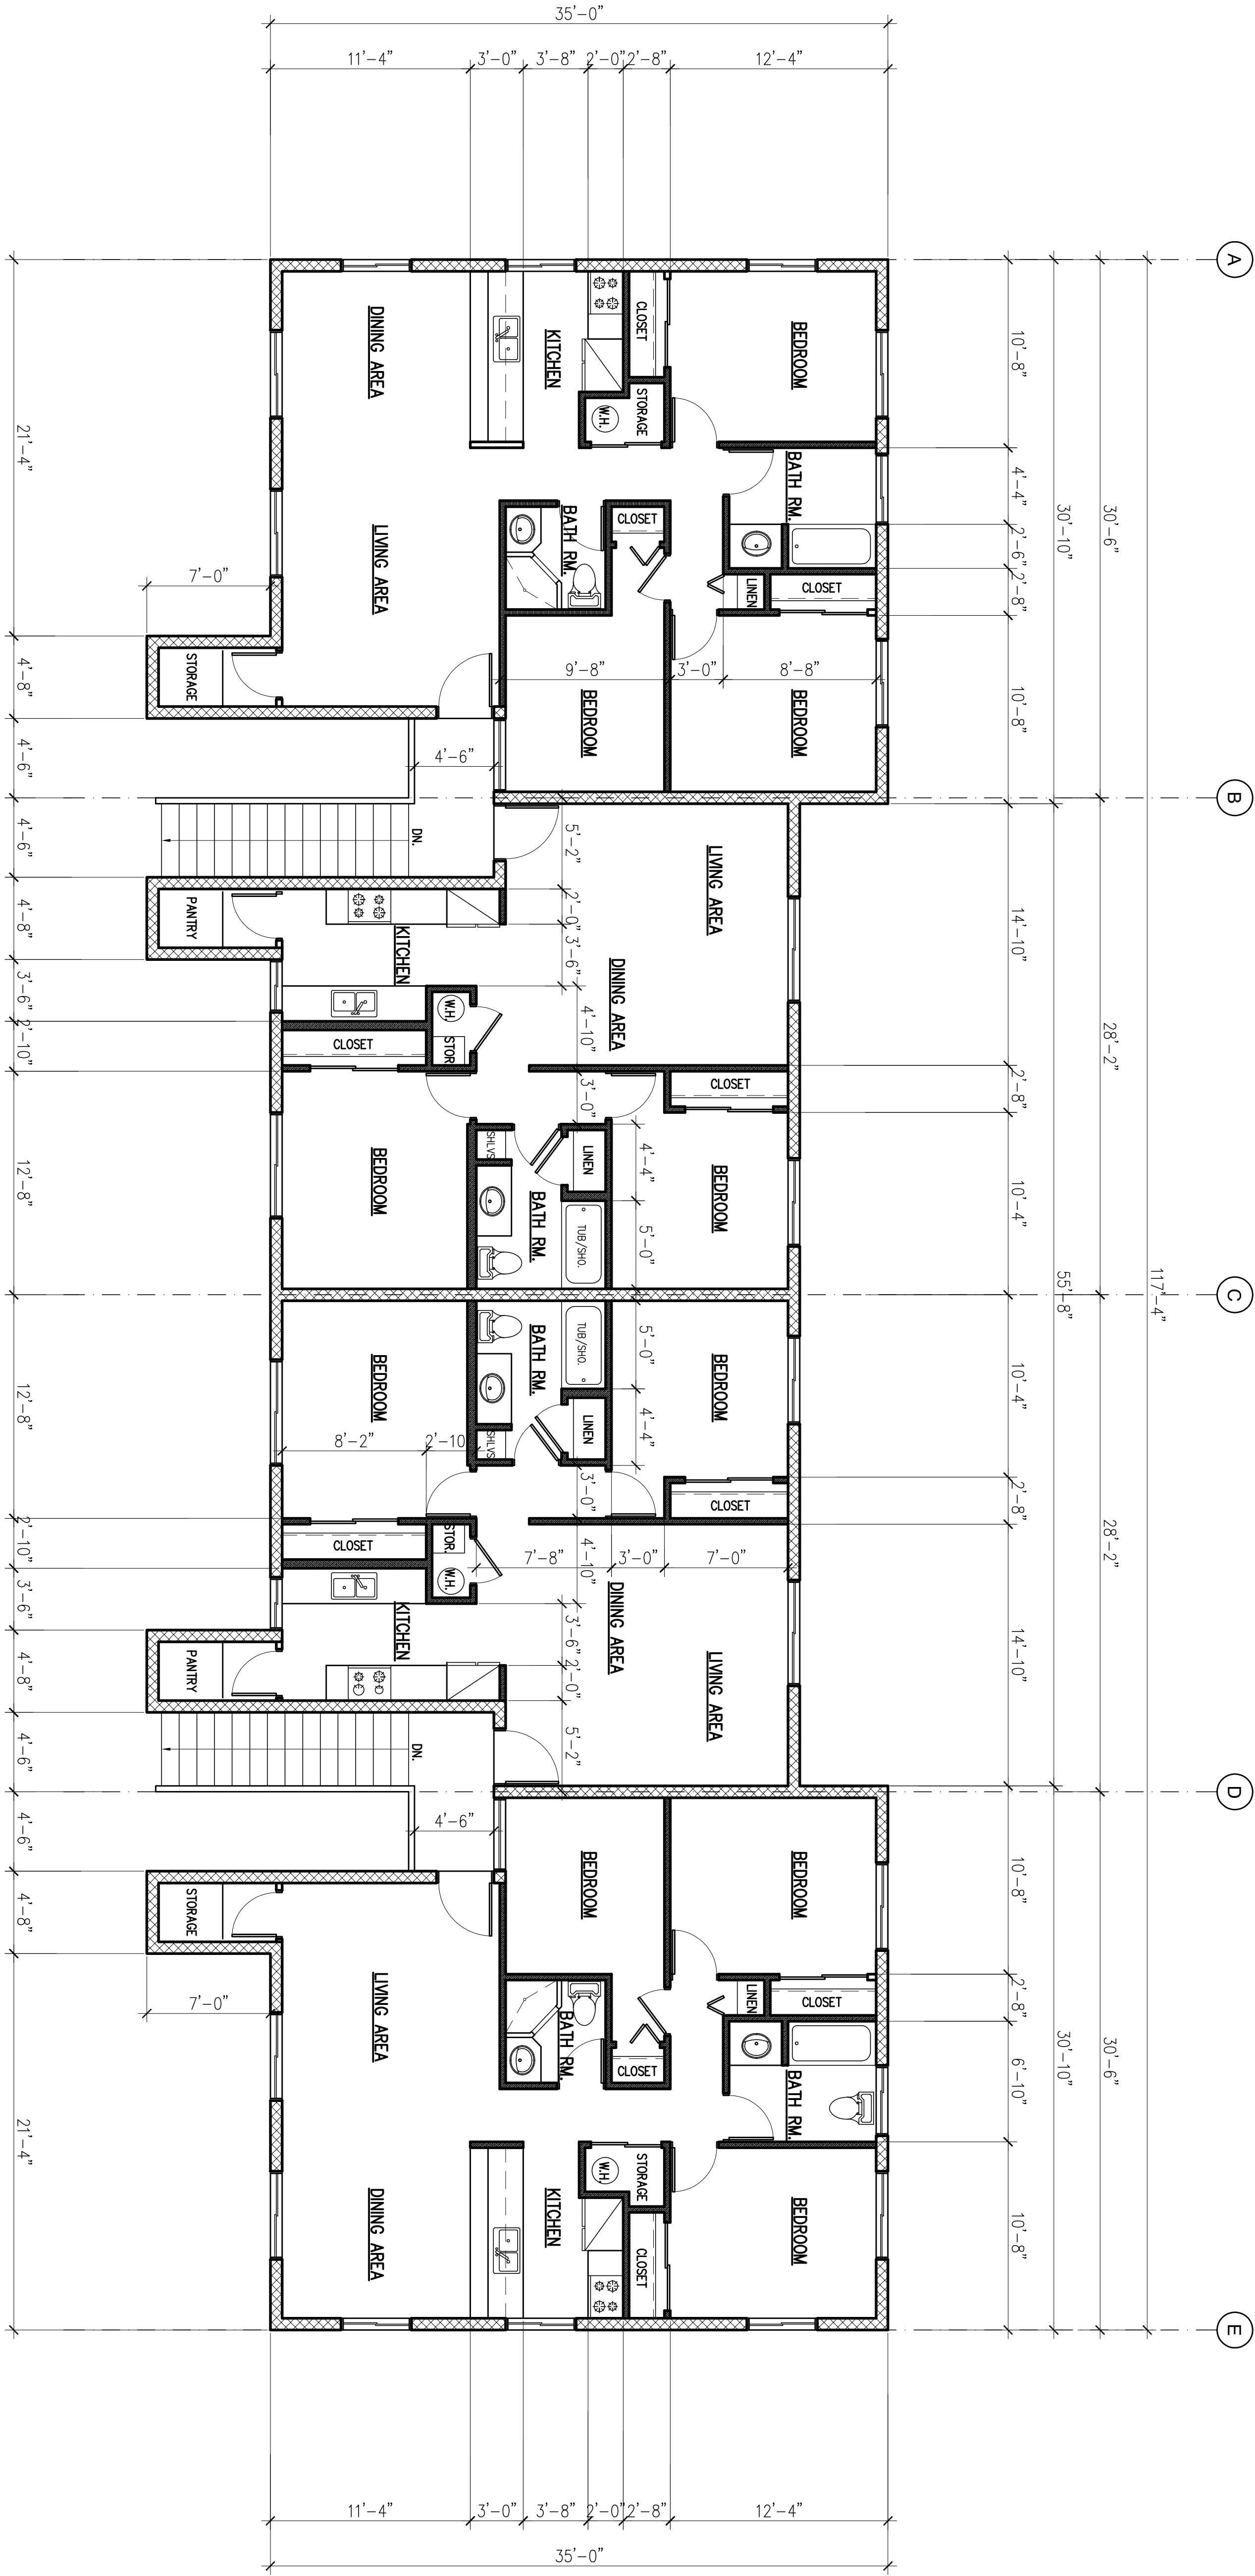 A
B
C
D
E
117'-4"
30'-6"
28'-2"
28'-2"
30'-6"
30'-10"
55'-8"
30'-10"
10'-8"
4'-4"
2'-6"
2'-8"
10'-8"
14'-10"
2'-8"
10'-4"
10'-4"
2'-8"
14'-10"
10'-8"
2'-8"
6'-10"
10'-8"
35'-0"
12'-4"
2'-8"
2'-0"
3'-8"
3'-0"
11'-4"
BEDROOM
BATH RM.
CLOSET
LINEN
BEDROOM
8'-8"
3'-0"
9'-8"
CLOSET
STORAGE
W.H.
KITCHEN
CLOSET
BATH RM.
BEDROOM
DINING AREA
LIVING AREA
STORAGE
7'-0"
4'-6"
DN.
LIVING AREA
DINING AREA
5'-2"
2'-0"
3'-6"
4'-10"
3'-0"
KITCHEN
PANTRY
W.H.
STOR.
CLOSET
CLOSET
BEDROOM
4'-4"
5'-0"
LINEN
SHLVS
BATH RM.
TUB/SHO.
BEDROOM
BEDROOM
5'-0"
4'-4"
TUB/SHO.
BATH RM.
LINEN
SHLVS
BEDROOM
8'-2"
2'-10
3'-0"
CLOSET
CLOSET
STOR.
W.H.
7'-0"
3'-0"
7'-8"
4'-10"
3'-6"
2'-0"
5'-2"
DINING AREA
LIVING AREA
KITCHEN
PANTRY
DN.
4'-6"
BEDROOM
BEDROOM
CLOSET
LINEN
BATH RM.
BEDROOM
BATH RM.
CLOSET
STORAGE
W.H.
CLOSET
KITCHEN
STORAGE
7'-0"
LIVING AREA
DINING AREA
12'-4"
2'-8"
2'-0"
3'-8"
3'-0"
11'-4"
35'-0"
21'-4"
4'-8"
4'-6"
4'-6"
4'-8"
3'-6"
2'-10"
12'-8"
12'-8"
2'-10"
3'-6"
4'-8"
4'-6"
4'-6"
4'-8"
21'-4"